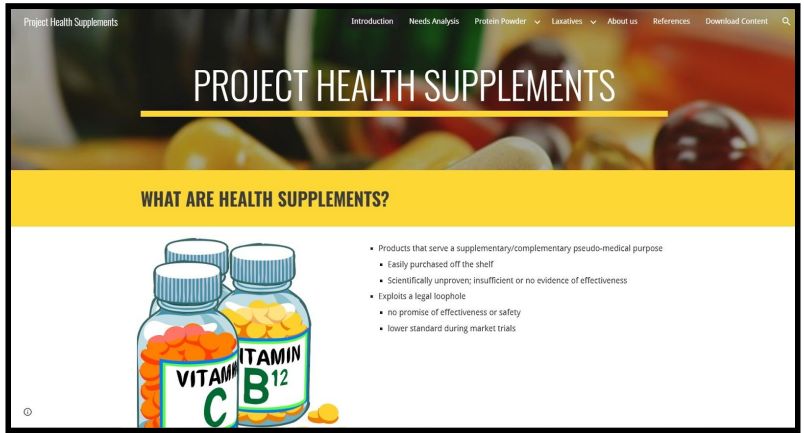 Project Health Supplements
Introduction Needs Analysis Protein Powder Laxatives About us References Download Content
PROJECT HEALTH SUPPLEMENTS
WHAT ARE HEALTH SUPPLEMENTS?
▪ Products that serve a supplementary/complementary pseudo-medical purpose
▪ Easily purchased off the shelf
▪ Scientifically unproven; insufficient or no evidence of effectiveness
▪ Exploits a legal loophole
▪ no promise of effectiveness or safety
▪ lower standard during market trials
VITAMIN
C
VITAMIN
B12